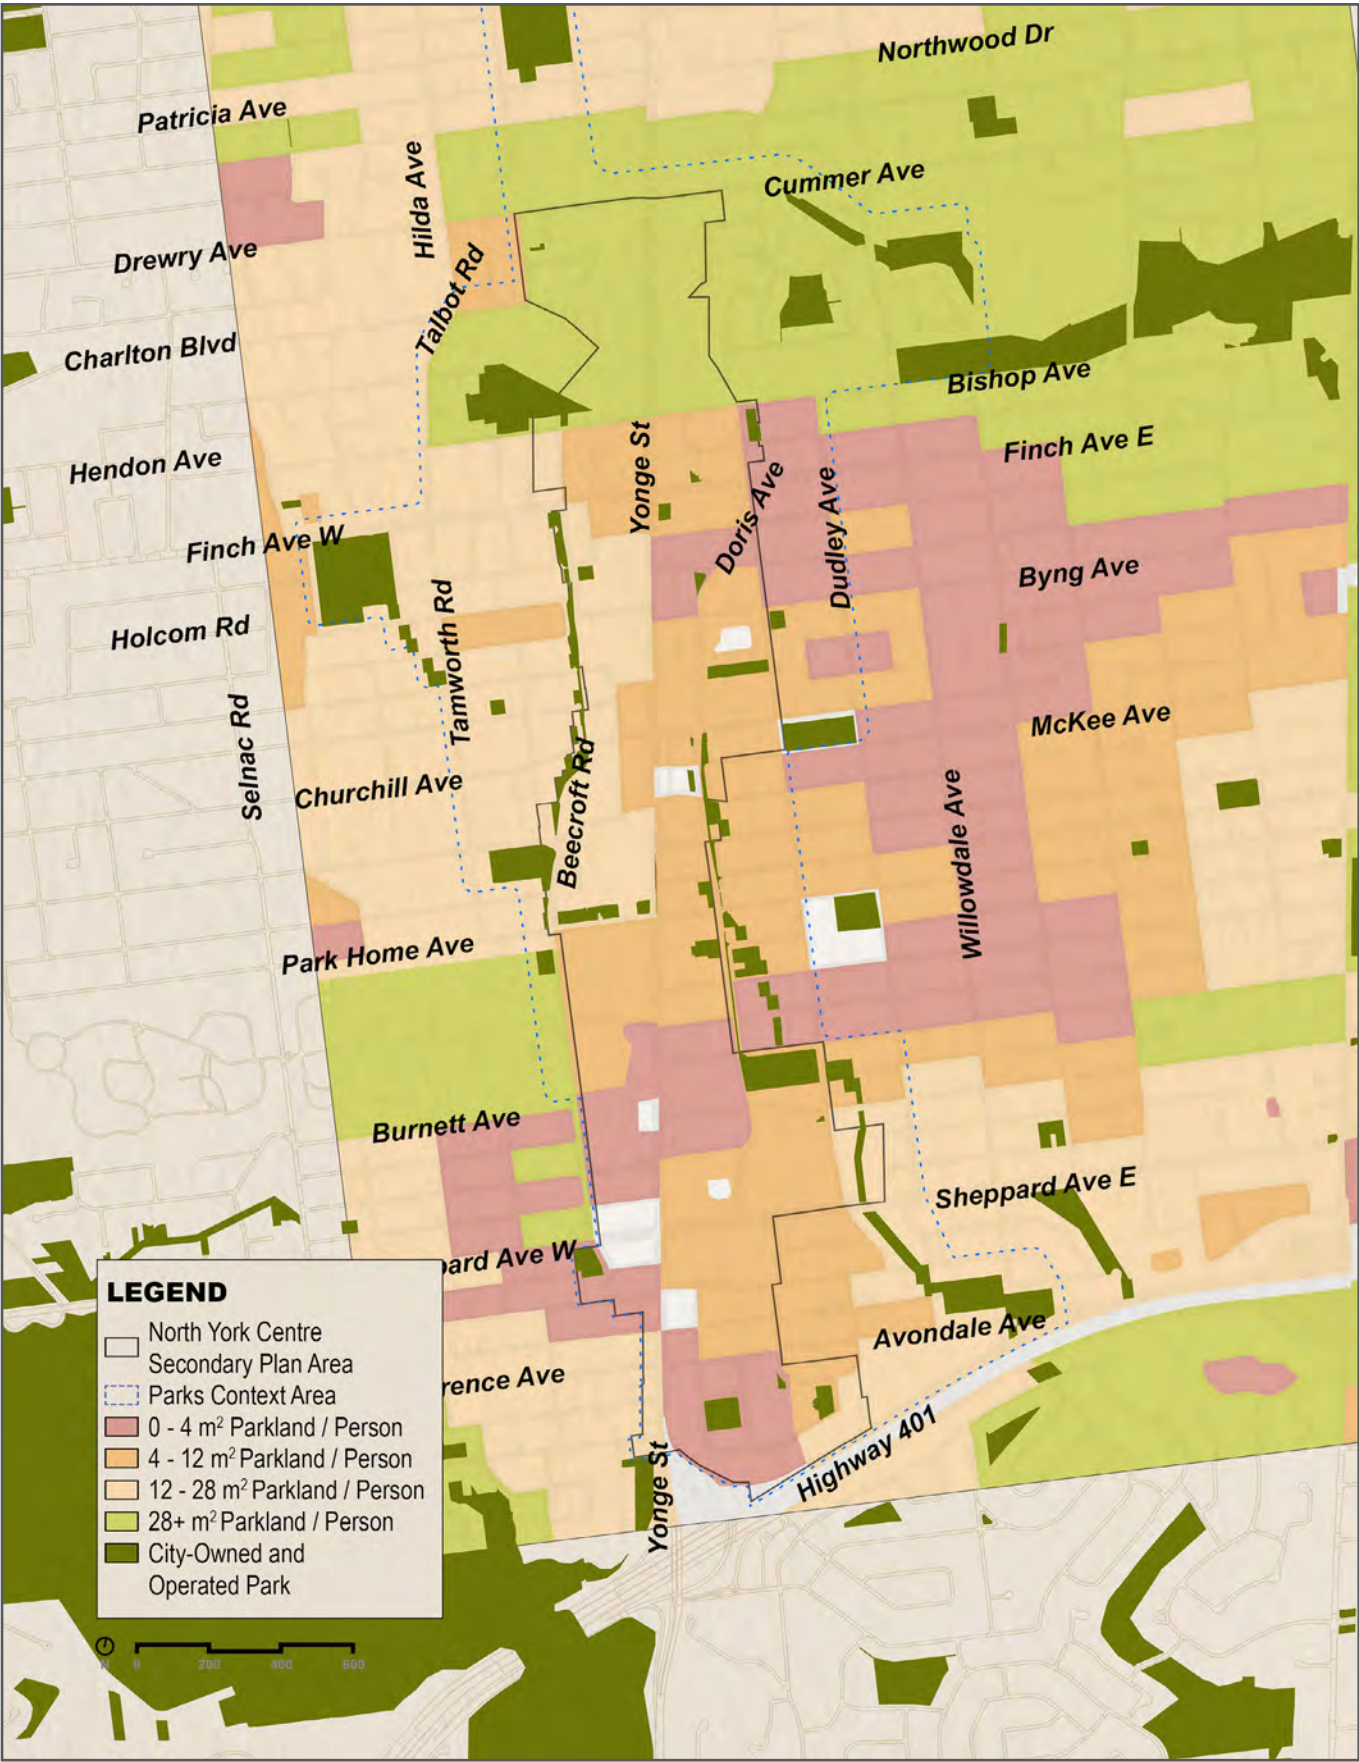 Northwood Dr
Patricia Ave
Cummer Ave
Hilda Ave
Drewry Ave
Talbot Rd
Charlton Blvd
Bishop Ave
Yonge St
Finch Ave E
Hendon Ave
Doris Ave
Dudley Ave
Finch Ave W
Byng Ave
Holcom Rd
Tamworth Rd
Selnac Rd
McKee Ave
Churchill Ave
Beecroft Rd
Willowdale Ave
Park Home Ave
Burnett Ave
Sheppard Ave E
pard Ave W
Avondale Ave
rence Ave
Highway 401
Yonge St
LEGEND
North York Centre
Secondary Plan Area
Parks Context Area
0 - 4 m² Parkland / Person
4 - 12 m² Parkland / Person
12 - 28 m² Parkland / Person
28+ m² Parkland / Person
City-Owned and
Operated Park
N 0 200 400 600